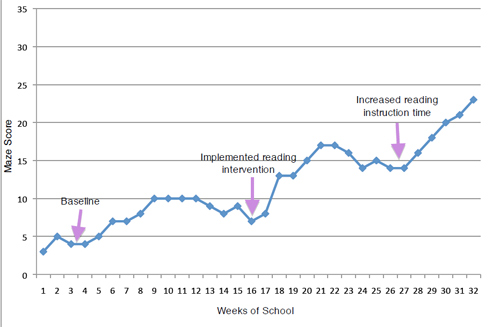 35
30
25
20
15
10
5
0
Maze Score
Increased reading
instruction time
Implemented reading
intervention
Baseline
1 2 3 4 5 6 7 8 9 10 11 12 13 14 15 16 17 18 19 20 21 22 23 24 25 26 27 28 29 30 31 32
Weeks of School